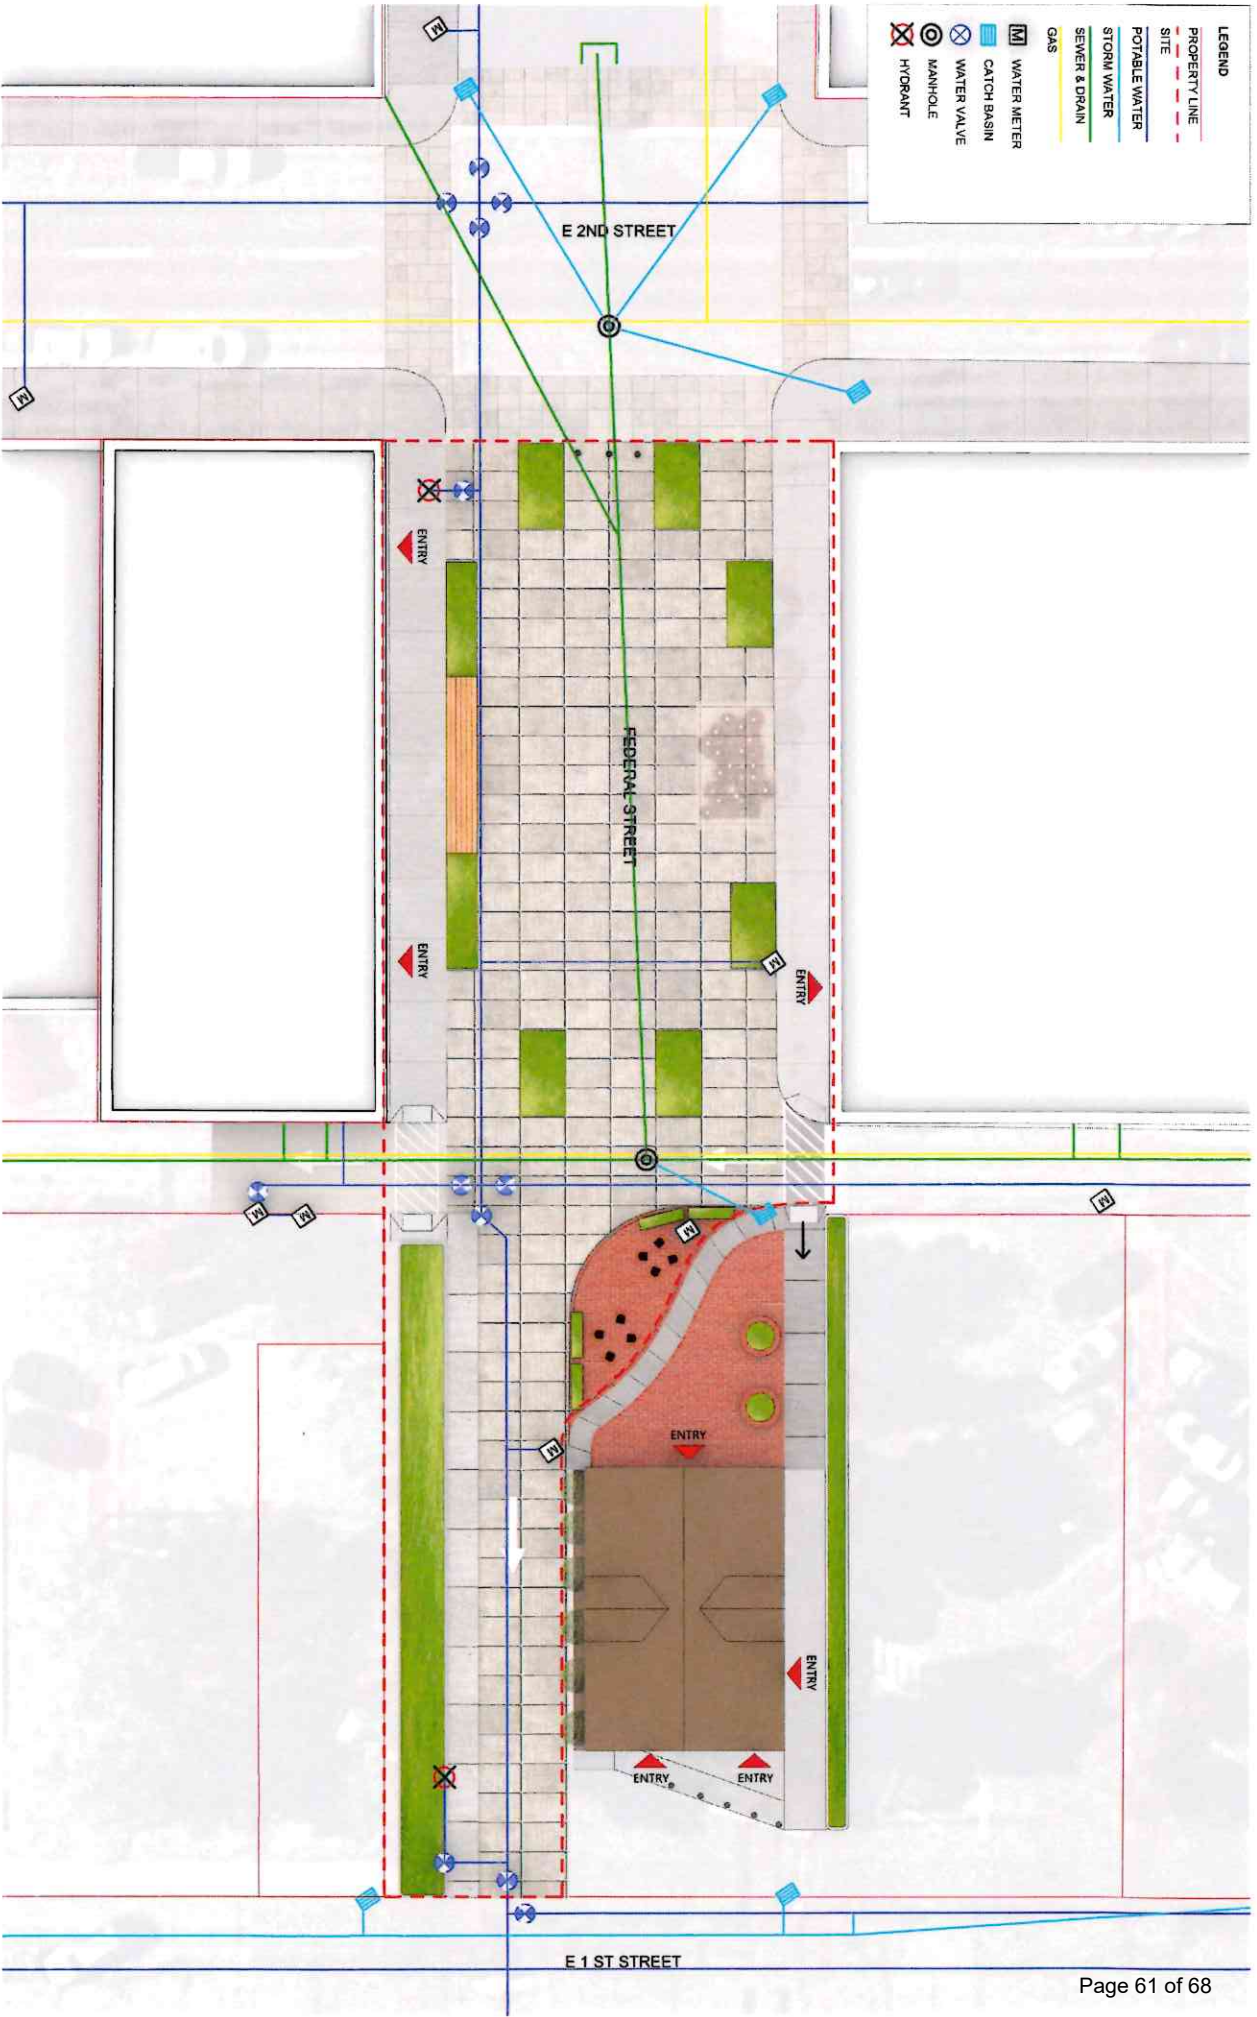 LEGEND
PROPERTY LINE
SITE
POTABLE WATER
STORM WATER
SEWER & DRAIN
GAS
M WATER METER
CATCH BASIN
WATER VALVE
MANHOLE
HYDRANT
M
E 2ND STREET
M
ENTRY
FEDERAL STREET
ENTRY
M
ENTRY
M
M
M
M
M
ENTRY
ENTRY
ENTRY
ENTRY
E 1 ST STREET
Page 61 of 68